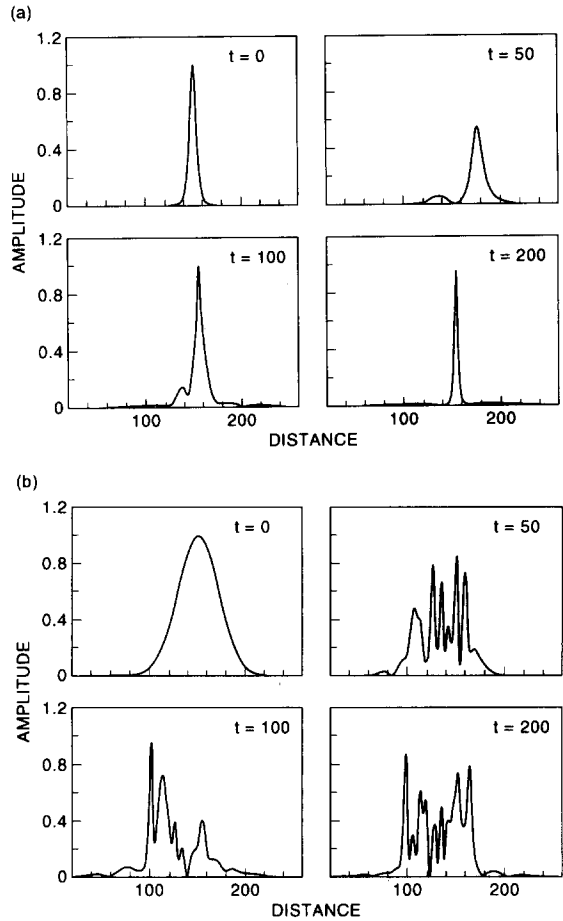 (a)
1.2
0.8
0.4
0
t = 0
t = 50
AMPLITUDE
1.2
0.8
0.4
0
t = 100
t = 200
100 200 100 200
DISTANCE
(b)
1.2
0.8
0.4
0
t = 0
t = 50
AMPLITUDE
1.2
0.8
0.4
0
t = 100
t = 200
100 200 100 200
DISTANCE